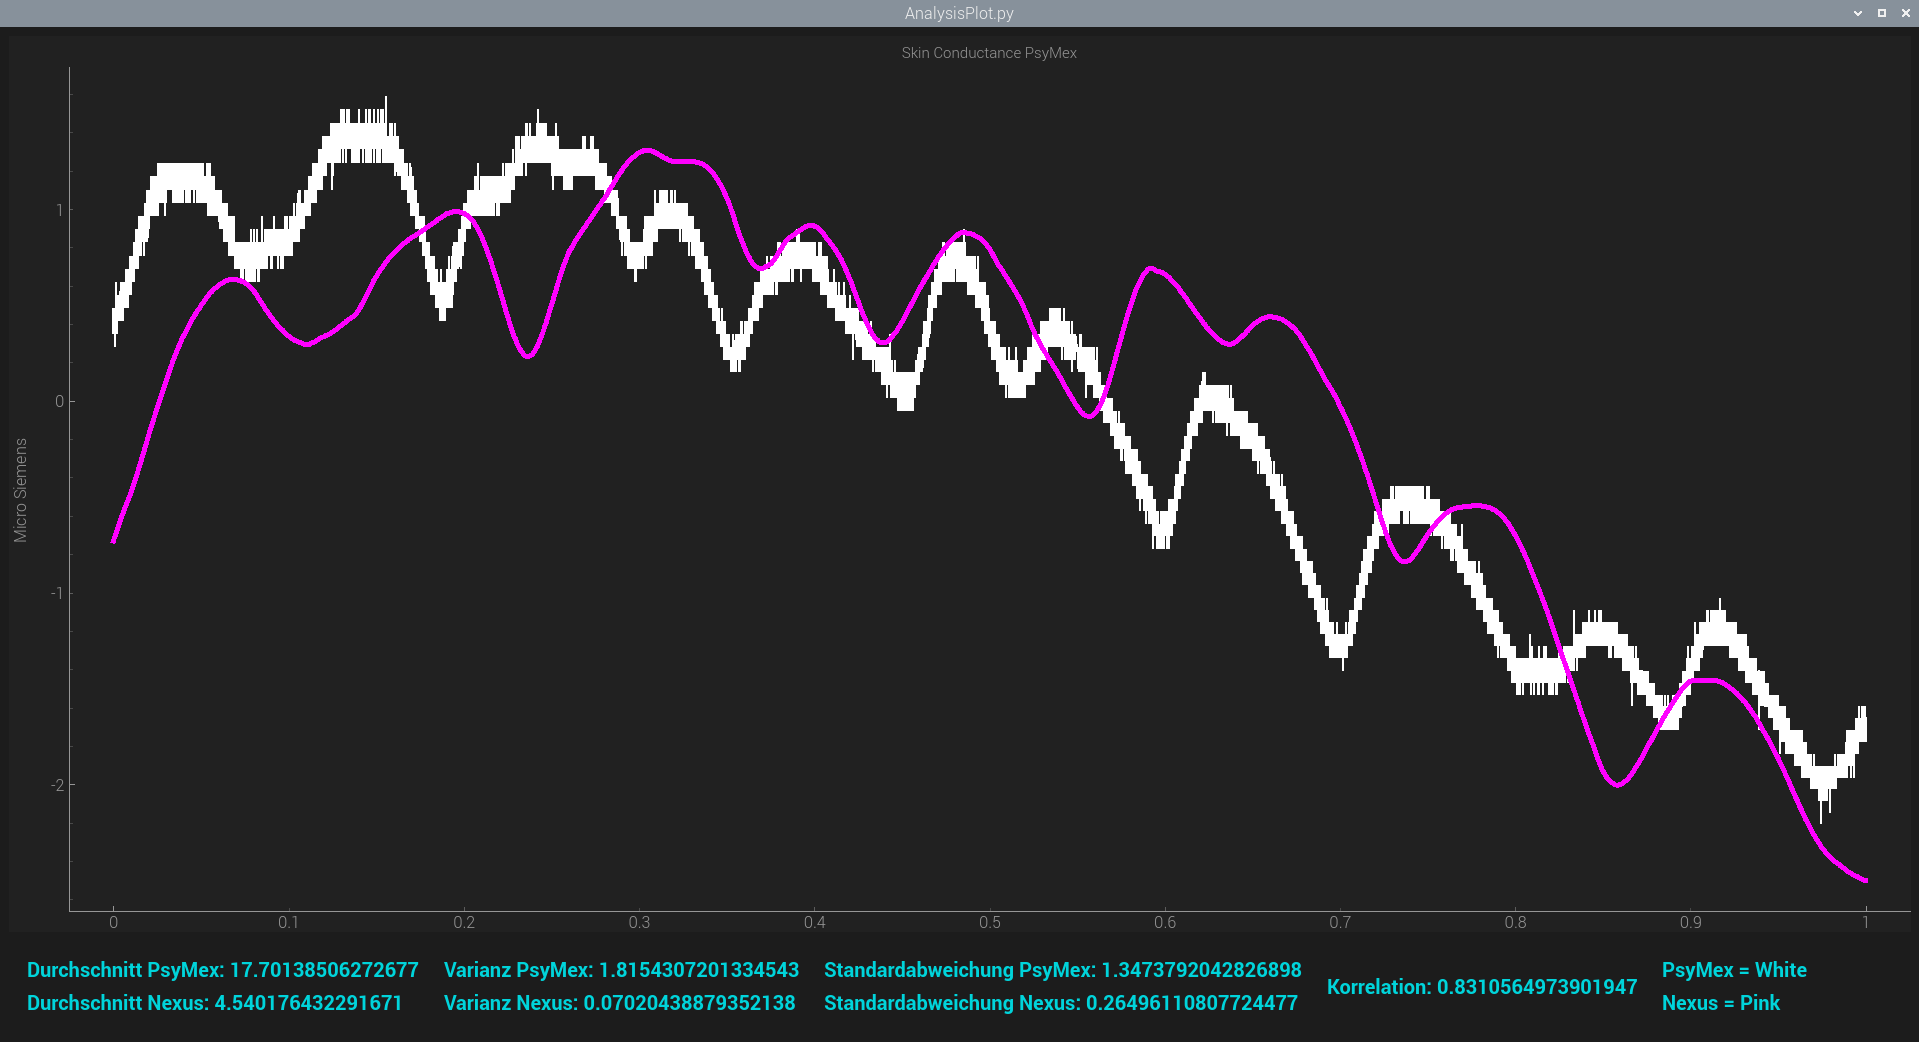 AnalysisPlot.py
Skin Conductance PsyMex
Micro Siemens
1
0
-1
-2
0 0.1 0.2 0.3 0.4 0.5 0.6 0.7 0.8 0.9 1
Durchschnitt PsyMex: 17.70138506272677 Varianz PsyMex: 1.8154307201334543 Standardabweichung PsyMex: 1.3473792042826898 PsyMex = White
Korrelation: 0.8310564973901947
Durchschnitt Nexus: 4.540176432291671 Varianz Nexus: 0.07020438879352138 Standardabweichung Nexus: 0.26496110807724477 Nexus = Pink